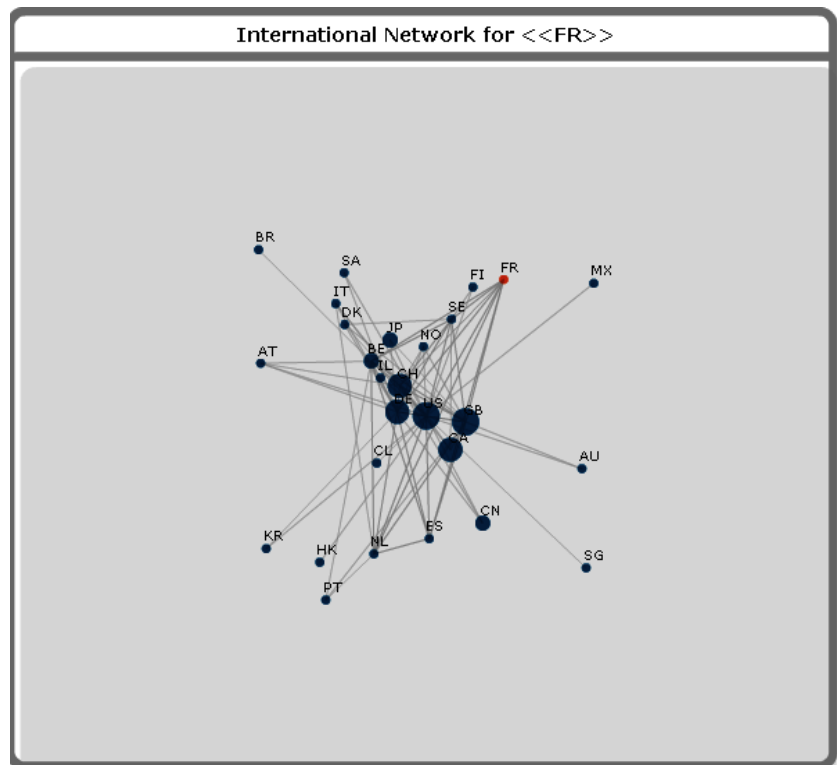 International Network for <<FR>>
BR
SA
FI
FR
MX
IT
DK
SE
JP
NO
BE
AT
IL
CH
DE
US
GB
CA
CL
AU
CN
ES
KR
HK
NL
SG
PT